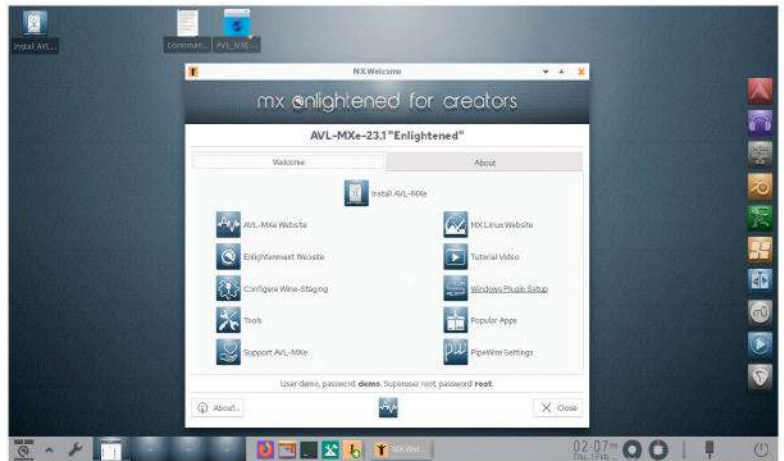 Install AVL...
Comman...
AVL_MXE-...
MX Welcome
mx enlightened for creators
AVL-MXe-23.1 "Enlightened"
Welcome
About
Install AVL-MXe
AVL-MXe Website
MX Linux Website
Enlightenment Website
Tutorial Video
Configure Wine-Staging
Windows Plugin Setup
Tools
Popular Apps
Support AVL-MXe
PipeWire Settings
User demo, password demo. Superuser root, password root.
About...
Close
MX Wel...
02:07
Thu, 1 Feb,